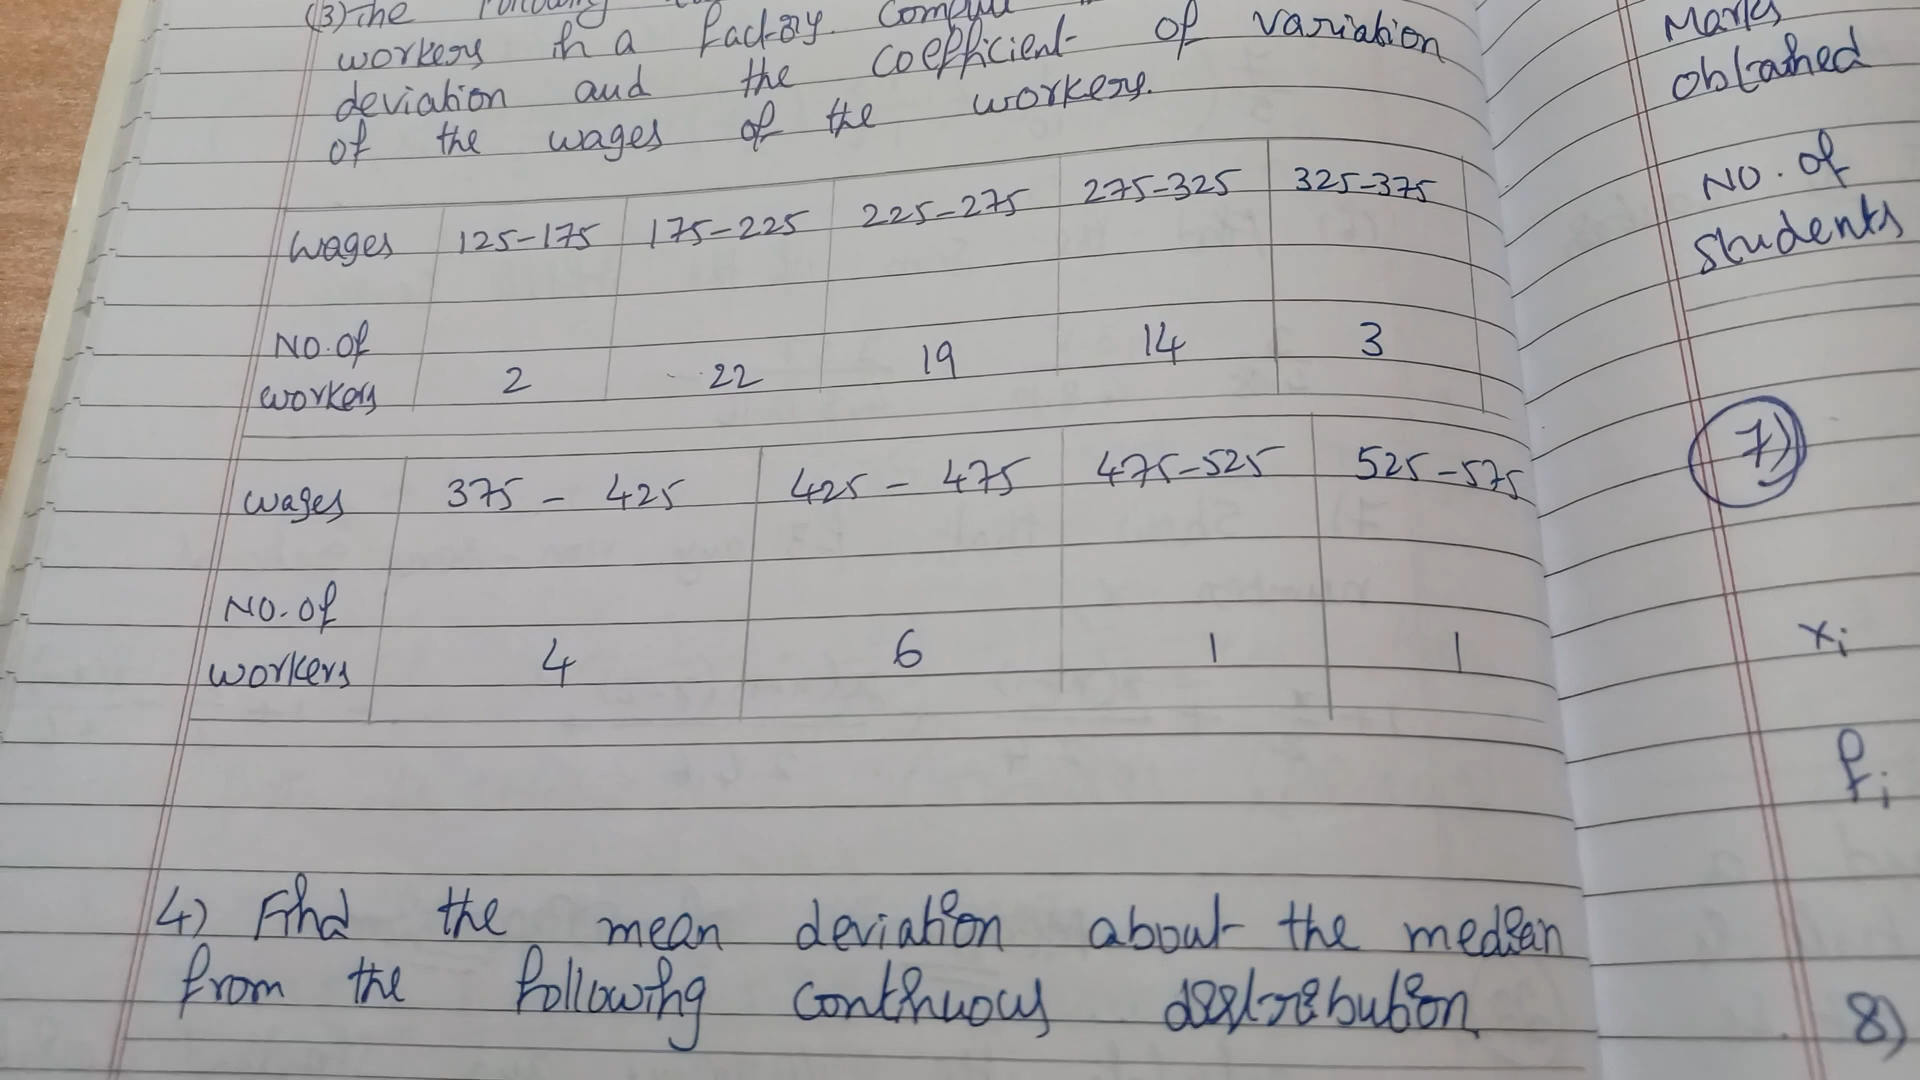 (3) The following
workers in a factory. Compute
deviation and the coefficient of variation
of the wages of the workers.
wages 125-175 175-225 225-275 275-325 325-375
No. of
workers 2 22 19 14 3
wages 375 - 425 425 - 475 475-525 525-575
No. of
workers 4 6 1 1
4) Find the mean deviation about the median
from the following continuous distribution
Marks
obtained
No. of
students
7)
xi
fi
8)